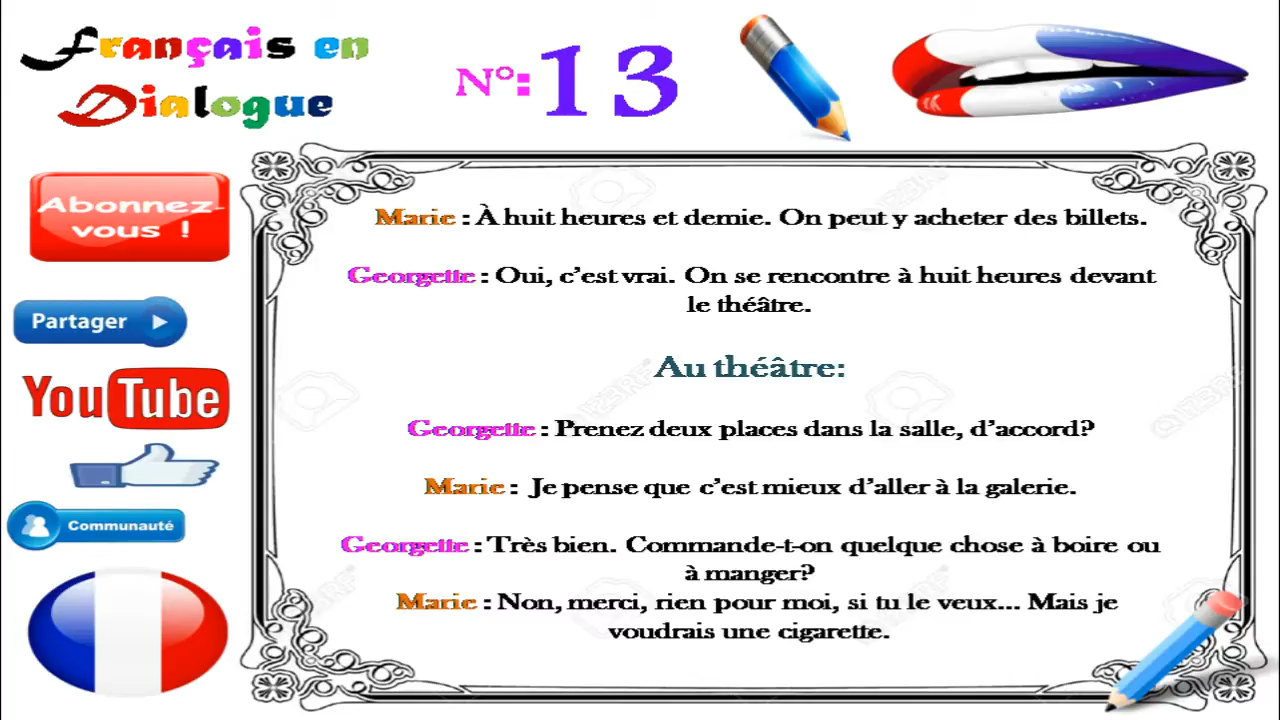 Français en
Dialogue
N°:13
Abonnez-
vous !
Partager
YouTube
Communauté
Marie : À huit heures et demie. On peut y acheter des billets.
Georgette : Oui, c’est vrai. On se rencontre à huit heures devant
le théâtre.
Au théâtre:
Georgette : Prenez deux places dans la salle, d’accord?
Marie : Je pense que c’est mieux d’aller à la galerie.
Georgette : Très bien. Commande-t-on quelque chose à boire ou
à manger?
Marie : Non, merci, rien pour moi, si tu le veux... Mais je
voudrais une cigarette.